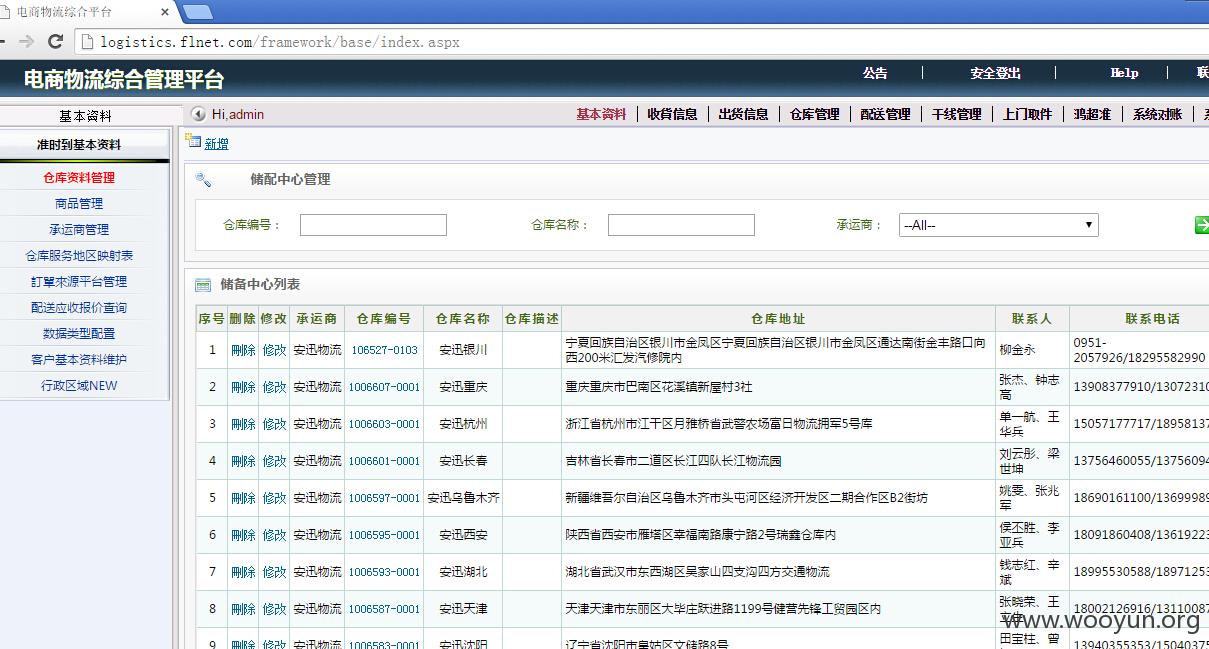 电商物流综合平台
logistics.flnet.com/framework/base/index.aspx
电商物流综合管理平台
公告 | 安全登出 | Help | 联
基本资料
Hi,admin
基本资料 | 收貨信息 | 出货信息 | 仓库管理 | 配送管理 | 干线管理 | 上门取件 | 鸿超准 | 系统对账
准时到基本资料
仓库资料管理
商品管理
承运商管理
仓库服务地区映射表
訂單來源平台管理
配送应收报价查询
数据类型配置
客户基本资料维护
行政区域NEW
新增
储配中心管理
仓库编号：
仓库名称：
承运商：
--All--
储备中心列表
序号 删除 修改 承运商 仓库编号 仓库名称 仓库描述 仓库地址 联系人 联系电话
1 刪除 修改 安迅物流 106527-0103 安迅银川 宁夏回族自治区银川市金凤区宁夏回族自治区银川市金凤区通达南街金丰路口向西200米汇发汽修院内 柳金永 0951-2057926/18295582990
2 刪除 修改 安迅物流 1006607-0001 安迅重庆 重庆重庆市巴南区花溪镇新屋村3社 张杰、钟志高 13908377910/13072310
3 刪除 修改 安迅物流 1006603-0001 安迅杭州 浙江省杭州市江干区月雅桥省武警农场富日物流拥军5号库 单一航、王华兵 15057177717/18958137
4 刪除 修改 安迅物流 1006601-0001 安迅长春 吉林省长春市二道区长江四队长江物流园 刘云彤、梁世坤 13756460055/13756094
5 刪除 修改 安迅物流 1006597-0001 安迅乌鲁木齐 新疆维吾尔自治区乌鲁木齐市头屯河区经济开发区二期合作区B2街坊 姚雯、张兆军 18690161100/13699989
6 刪除 修改 安迅物流 1006595-0001 安迅西安 陕西省西安市雁塔区幸福南路康宁路2号瑞鑫仓库内 侯丕胜、李亚兵 18091860408/13619223
7 刪除 修改 安迅物流 1006593-0001 安迅湖北 湖北省武汉市东西湖区吴家山四支沟四方交通物流 钱志红、辛斌 18995530588/18971253
8 刪除 修改 安迅物流 1006587-0001 安迅天津 天津天津市东丽区大毕庄跃进路1199号健营先锋工贸园区内 张晓荣、王 18002126916/13110087
9 刪除 修改 安迅物流 1006583-0001 安迅沈阳 辽宁省沈阳市皇姑区文储路8号 田宝柱、曾 13940355353/15040375
www.wooyun.org